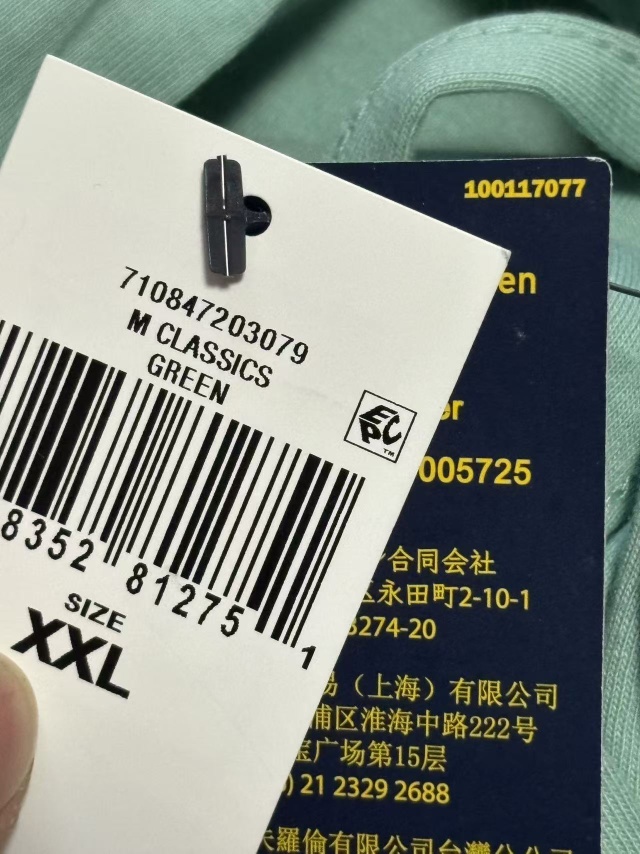 710847203079
M CLASSICS
GREEN
EPC
TM
8352 81275 1
SIZE
XXL
100117077
en
er
005725
合同会社
永田町2-10-1
8274-20
易（上海）有限公司
浦区淮海中路222号
广场第15层
) 21 2329 2688
羅倫有限公司台灣分公司